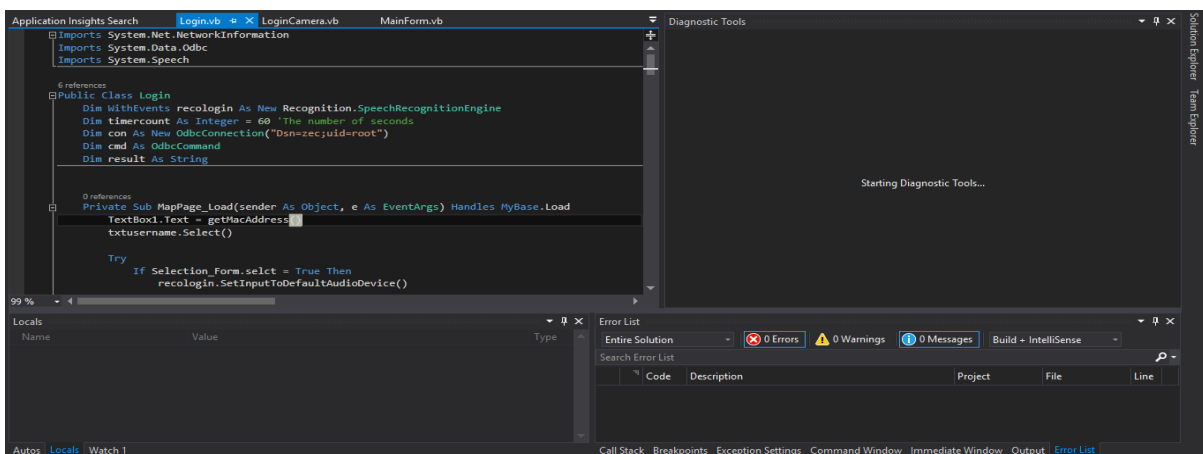 Application Insights Search Login.vb LoginCamera.vb MainForm.vb
Imports System.Net.NetworkInformation
Imports System.Data.Odbc
Imports System.Speech
6 references
Public Class Login
Dim WithEvents recologin As New Recognition.SpeechRecognitionEngine
Dim timercount As Integer = 60 'The number of seconds
Dim con As New OdbcConnection("Dsn=zec;uid=root")
Dim cmd As OdbcCommand
Dim result As String
0 references
Private Sub MapPage_Load(sender As Object, e As EventArgs) Handles MyBase.Load
TextBox1.Text = getMacAddress()
txtusername.Select()
Try
If Selection_Form.selct = True Then
recologin.SetInputToDefaultAudioDevice()
99 %
Diagnostic Tools
Starting Diagnostic Tools...
Solution Explorer
Team Explorer
Locals
Name Value Type
Autos Locals Watch 1
Error List
Entire Solution 0 Errors 0 Warnings 0 Messages Build + IntelliSense
Search Error List
Code Description Project File Line
Call Stack Breakpoints Exception Settings Command Window Immediate Window Output Error List